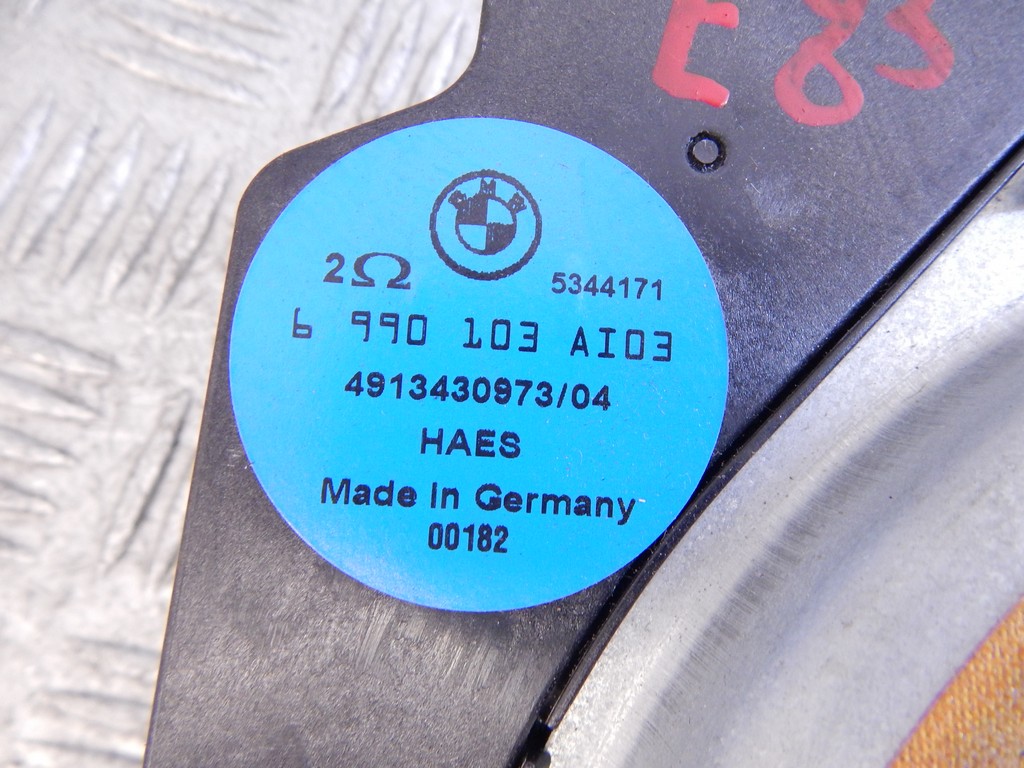 E83
BMW
2Ω 5344171
6 990 103 AI03
4913430973/04
HAES
Made In Germany
00182